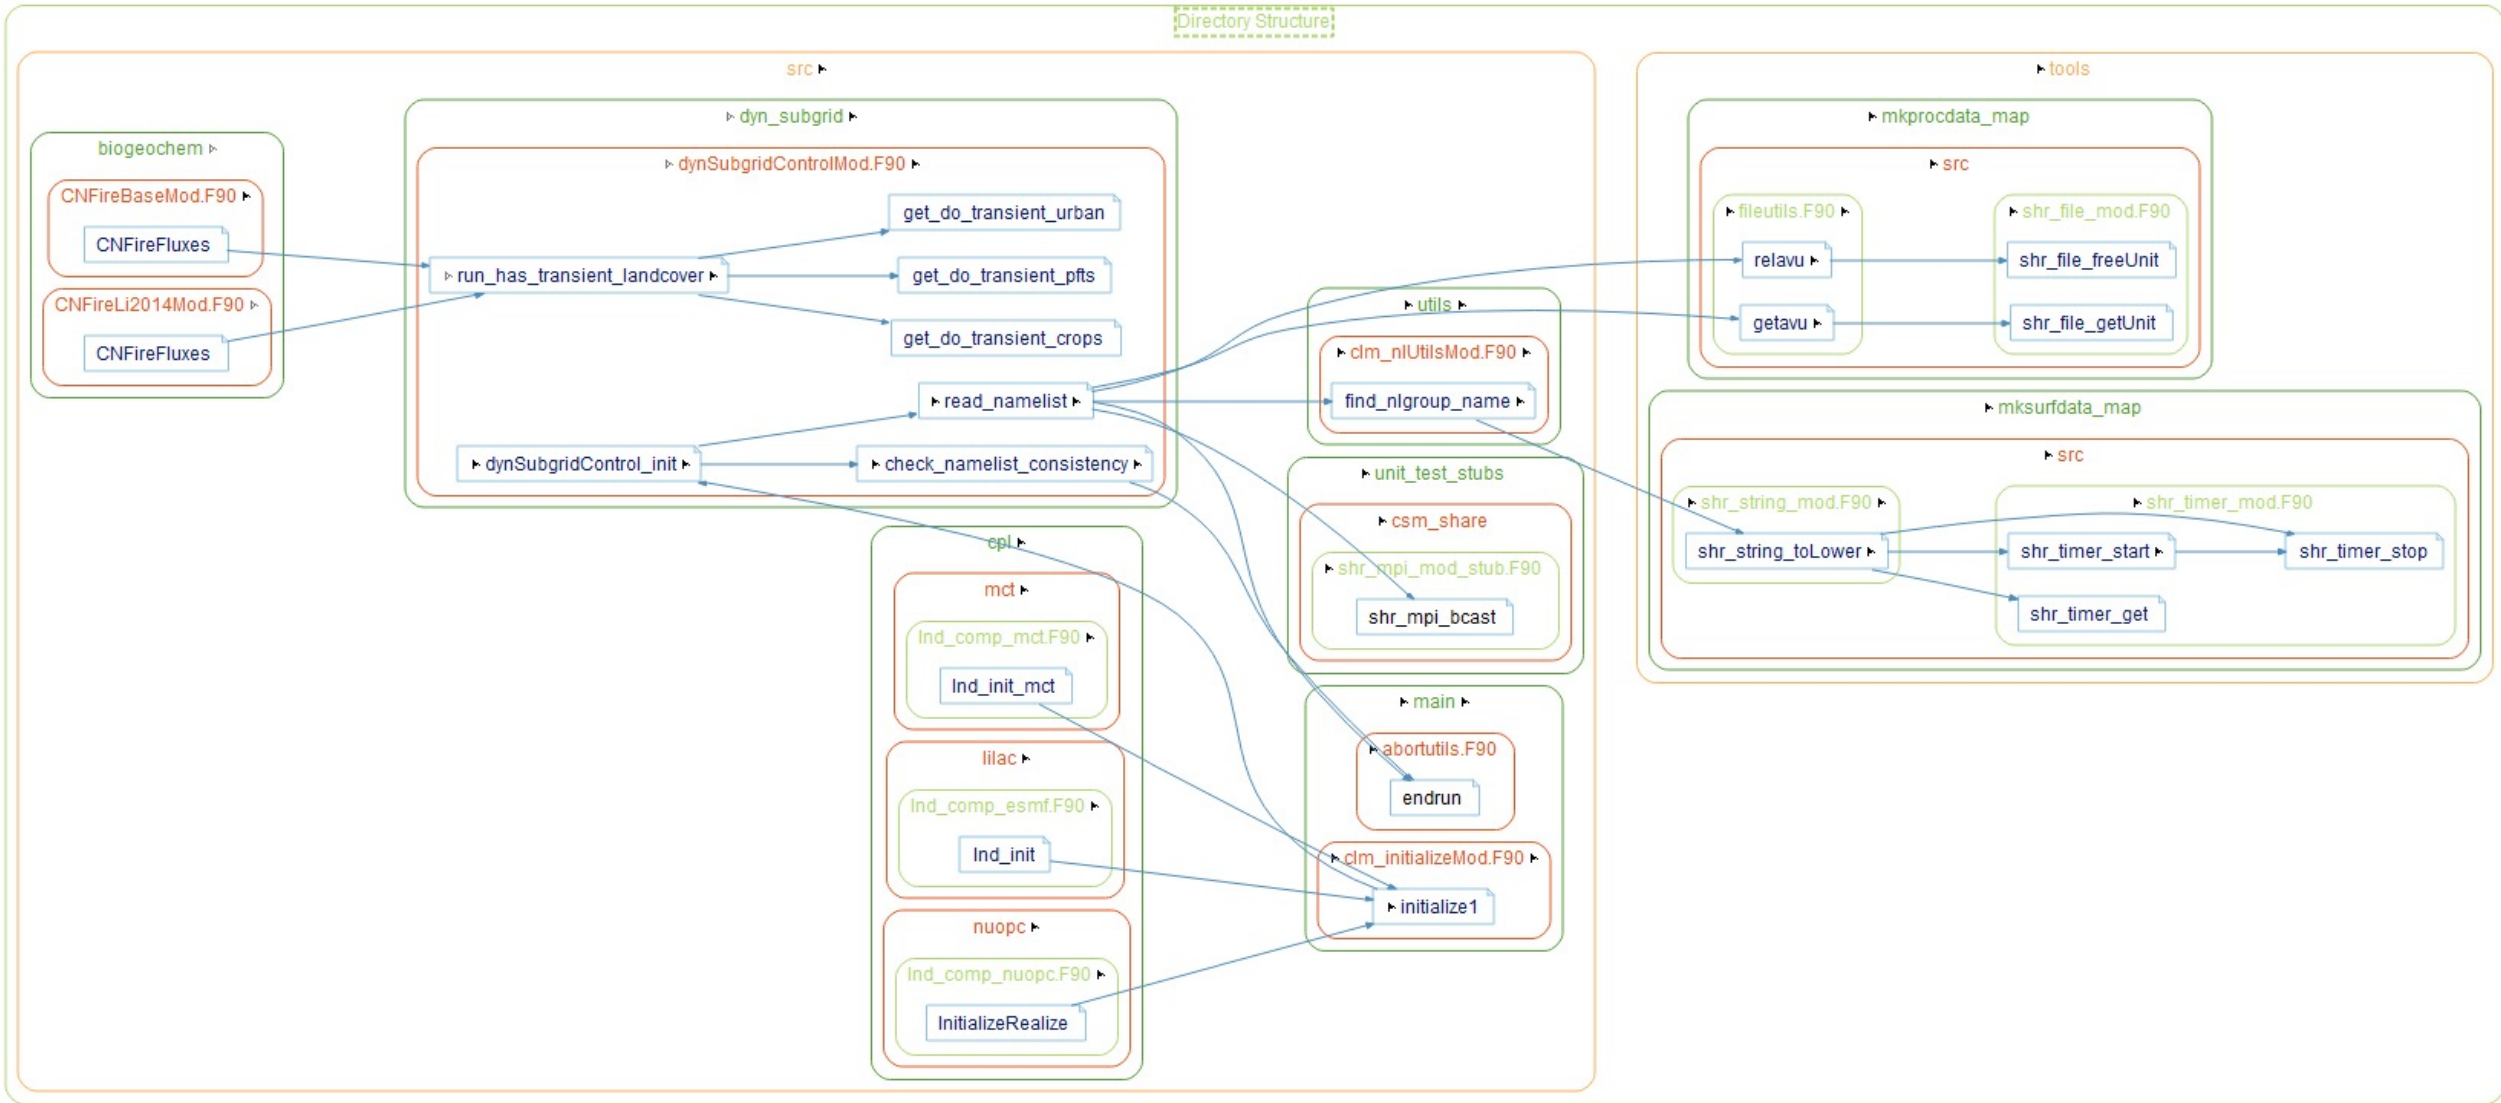 Directory Structure
src
tools
biogeochem
CNFireBaseMod.F90
CNFireFluxes
CNFireLi2014Mod.F90
CNFireFluxes
dyn_subgrid
dynSubgridControlMod.F90
get_do_transient_urban
run_has_transient_landcover
get_do_transient_pfts
get_do_transient_crops
read_namelist
dynSubgridControl_init
check_namelist_consistency
cpl
mct
lnd_comp_mct.F90
lnd_init_mct
lilac
lnd_comp_esmf.F90
lnd_init
nuopc
lnd_comp_nuopc.F90
InitializeRealize
utils
clm_nlUtilsMod.F90
find_nlgroup_name
unit_test_stubs
csm_share
shr_mpi_mod_stub.F90
shr_mpi_bcast
main
abortutils.F90
endrun
clm_initializeMod.F90
initialize1
mkprocdata_map
src
fileutils.F90
relavu
getavu
shr_file_mod.F90
shr_file_freeUnit
shr_file_getUnit
mksurfdata_map
src
shr_string_mod.F90
shr_string_toLower
shr_timer_mod.F90
shr_timer_start
shr_timer_stop
shr_timer_get